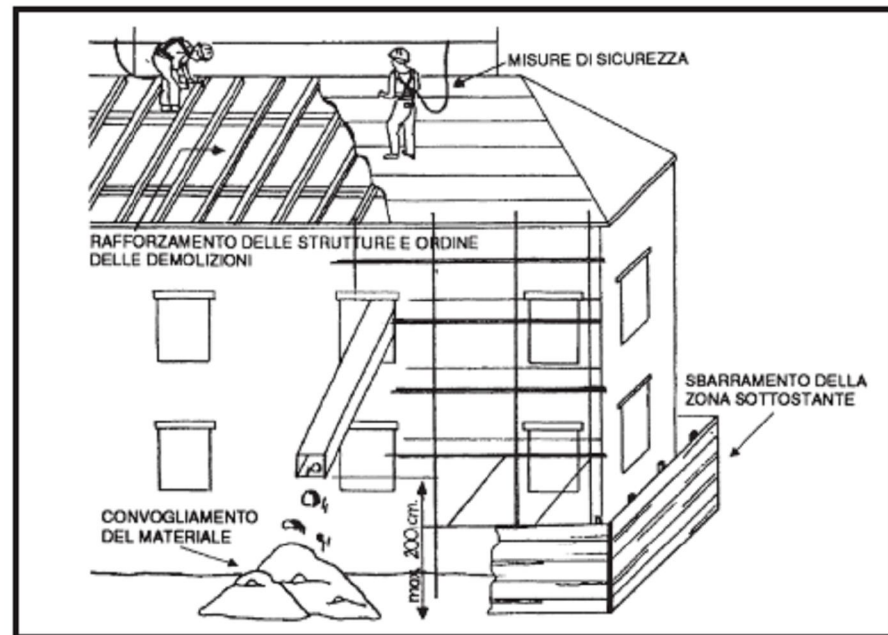 MISURE DI SICUREZZA
RAFFORZAMENTO DELLE STRUTTURE E ORDINE
DELLE DEMOLIZIONI
SBARRAMENTO DELLA
ZONA SOTTOSTANTE
CONVOGLIAMENTO
DEL MATERIALE
max. 200 cm.